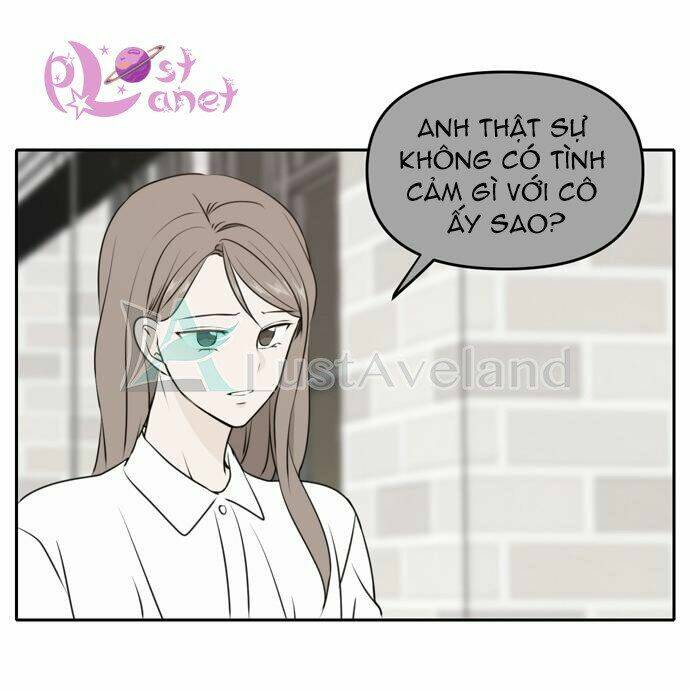 Lost
pLanet
ANH THẬT SỰ
KHÔNG CÓ TÌNH
CẢM GÌ VỚI CÔ
ẤY SAO?
LustAveland